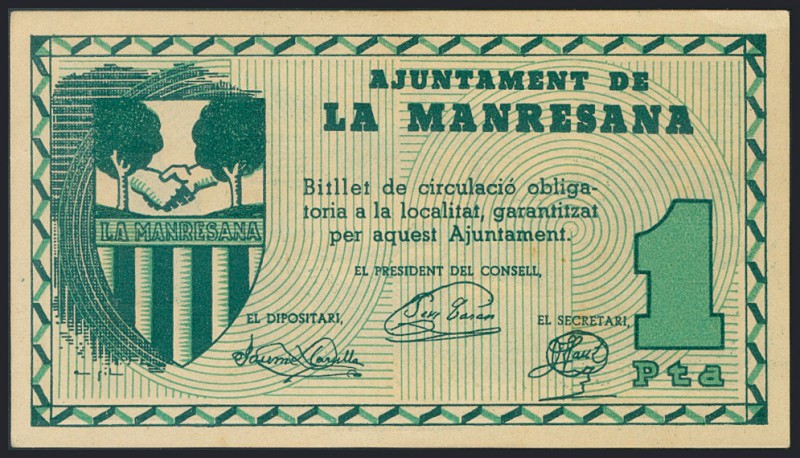 AJUNTAMENT DE
LA MANRESANA
Bitllet de circulació obliga-
toria a la localitat, garantitzat
per aquest Ajuntament.
LA MANRESANA
EL PRESIDENT DEL CONSELL,
EL DIPOSITARI,
EL SECRETARI,
1
Pta